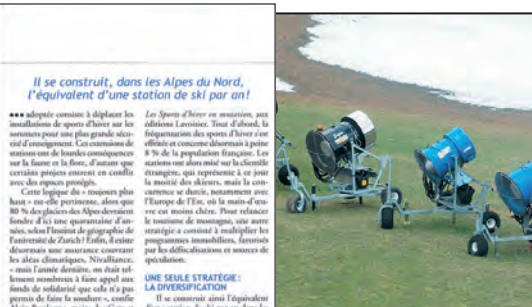 Il se construit, dans les Alpes du Nord,
l'équivalent d'une station de ski par an!
••• adoptée consiste à déplacer les
installations de sports d'hiver sur les
sommets pour une plus grande sécu-
rité d'enneigement. Ces extensions de
stations ont de lourdes conséquences
sur la faune et la flore, d'autant que
certains projets entrent en conflit
avec des espaces protégés.
Cette logique du « toujours plus
haut » est-elle pertinente, alors que
80 % des glaciers des Alpes devraient
fondre d'ici une quarantaine d'an-
nées, selon l'Institut de géographie de
l'université de Zurich ? Enfin, il existe
désormais une assurance couvrant
les aléas climatiques, Nivalliance,
« mais l'année dernière, on était tel-
lement nombreux à faire appel aux
fonds de solidarité que cela n'a pas
permis de faire la soudure », confie
Les Sports d'hiver en mutation, aux
éditions Lavoisier. Tout d'abord, la
fréquentation des sports d'hiver s'est
effritée et concerne désormais à peine
8 % de la population française. Les
stations ont alors misé sur la clientèle
étrangère, qui représente à ce jour
la moitié des skieurs, mais la con-
currence se durcit, notamment avec
l'Europe de l'Est, où la main-d'œu-
vre est moins chère. Pour relancer
le tourisme de montagne, une autre
stratégie a consisté à multiplier les
programmes immobiliers, favorisés
par la défiscalisation et sources de
spéculation.
UNE SEULE STRATÉGIE :
LA DIVERSIFICATION
Il se construit ainsi l'équivalent